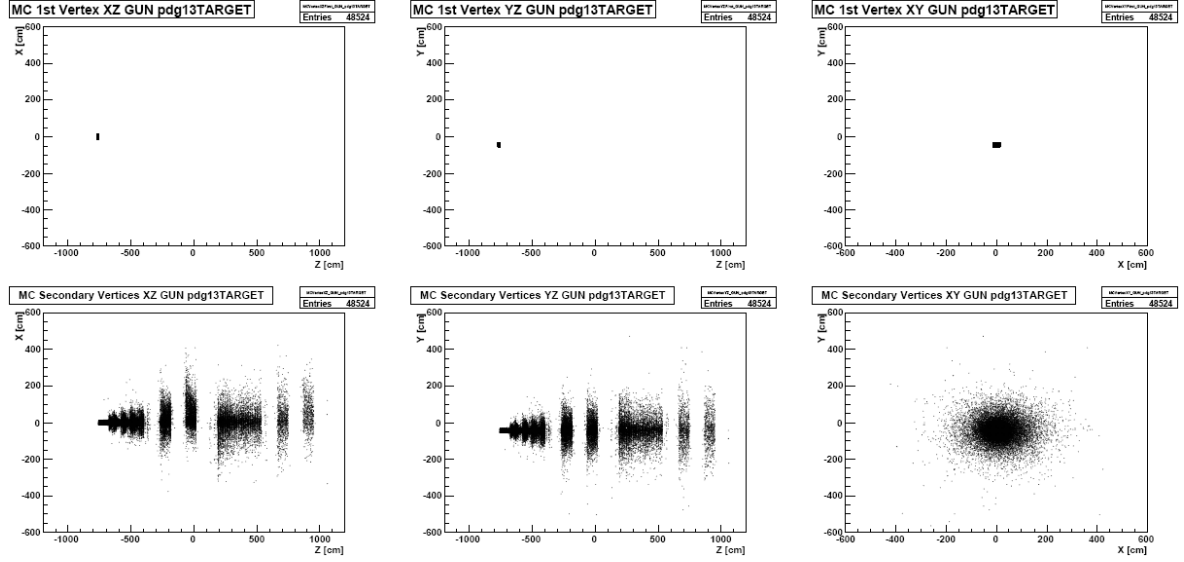 MC 1st Vertex XZ GUN pdg13TARGET
Entries 48524
X [cm]
600
400
200
0
-200
-400
-600
-1000 -500 0 500 1000
Z [cm]
MC 1st Vertex YZ GUN pdg13TARGET
Entries 48524
Y [cm]
600
400
200
0
-200
-400
-600
-1000 -500 0 500 1000
Z [cm]
MC 1st Vertex XY GUN pdg13TARGET
Entries 48524
Y [cm]
600
400
200
0
-200
-400
-600
-600 -400 -200 0 200 400 600
X [cm]
MC Secondary Vertices XZ GUN pdg13TARGET
Entries 48524
X [cm]
600
400
200
0
-200
-400
-600
-1000 -500 0 500 1000
Z [cm]
MC Secondary Vertices YZ GUN pdg13TARGET
Entries 48524
Y [cm]
600
400
200
0
-200
-400
-600
-1000 -500 0 500 1000
Z [cm]
MC Secondary Vertices XY GUN pdg13TARGET
Entries 48524
Y [cm]
600
400
200
0
-200
-400
-600
-600 -400 -200 0 200 400 600
X [cm]